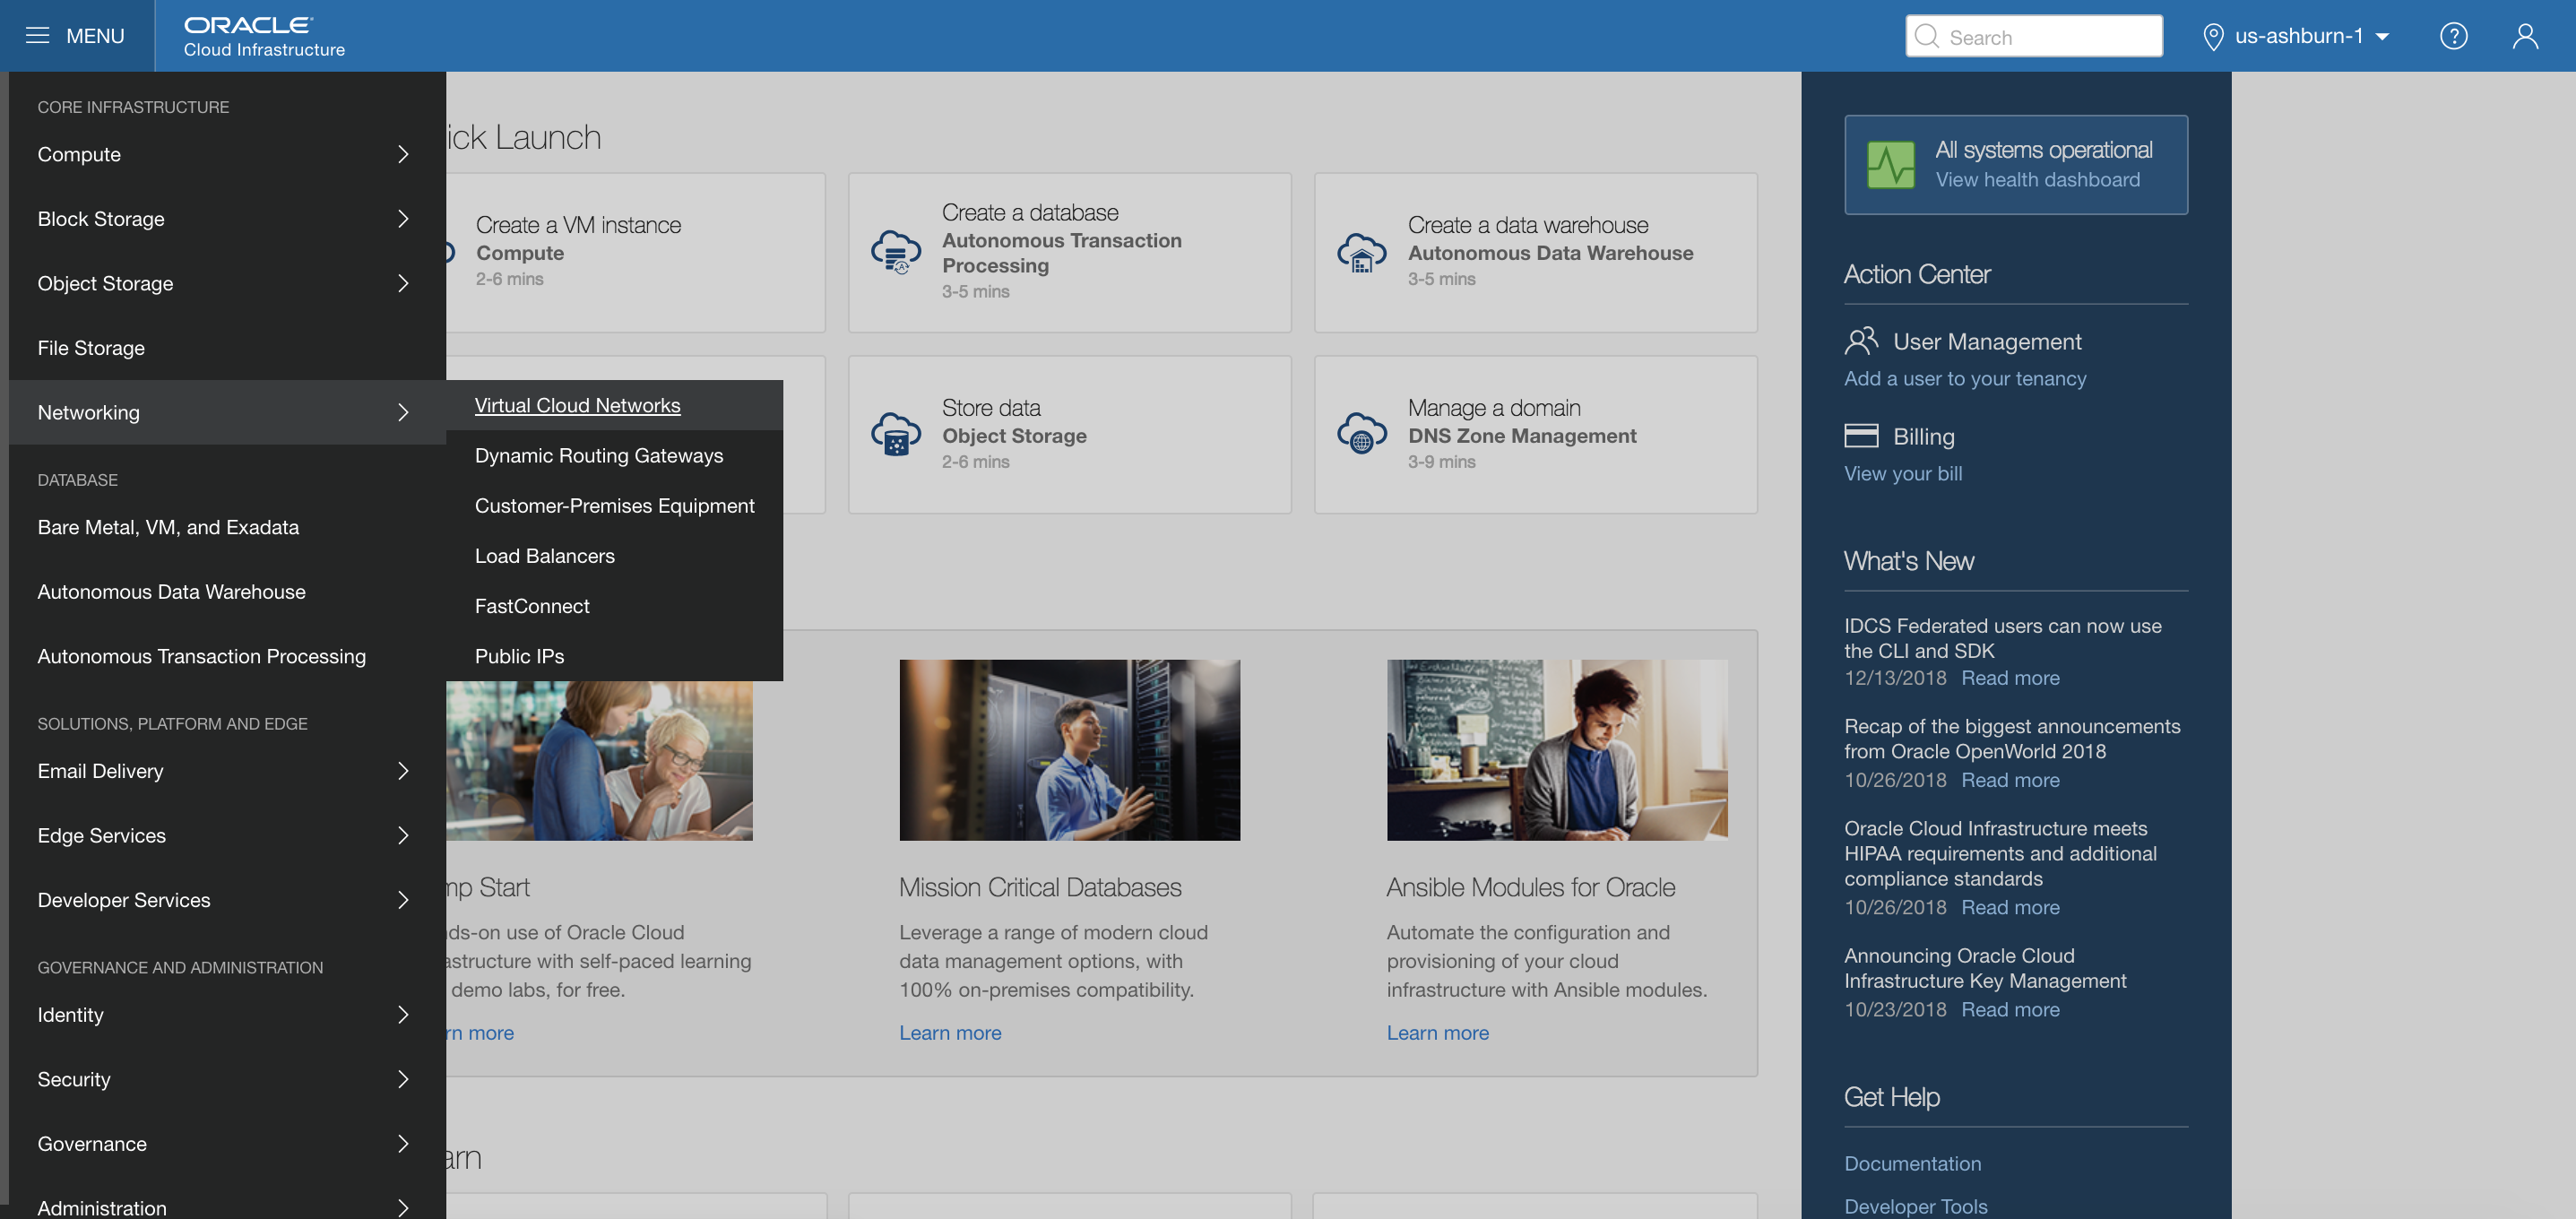 MENU
ORACLE
Cloud Infrastructure
Search
us-ashburn-1
CORE INFRASTRUCTURE
Compute
Block Storage
Object Storage
File Storage
Networking
DATABASE
Bare Metal, VM, and Exadata
Autonomous Data Warehouse
Autonomous Transaction Processing
SOLUTIONS, PLATFORM AND EDGE
Email Delivery
Edge Services
Developer Services
GOVERNANCE AND ADMINISTRATION
Identity
Security
Governance
Administration
Virtual Cloud Networks
Dynamic Routing Gateways
Customer-Premises Equipment
Load Balancers
FastConnect
Public IPs
ick Launch
Create a VM instance
Compute
2-6 mins
Create a database
Autonomous Transaction
Processing
3-5 mins
Create a data warehouse
Autonomous Data Warehouse
3-5 mins
Store data
Object Storage
2-6 mins
Manage a domain
DNS Zone Management
3-9 mins
mp Start
nds-on use of Oracle Cloud
astructure with self-paced learning
demo labs, for free.
rn more
Mission Critical Databases
Leverage a range of modern cloud
data management options, with
100% on-premises compatibility.
Learn more
Ansible Modules for Oracle
Automate the configuration and
provisioning of your cloud
infrastructure with Ansible modules.
Learn more
arn
All systems operational
View health dashboard
Action Center
User Management
Add a user to your tenancy
Billing
View your bill
What's New
IDCS Federated users can now use
the CLI and SDK
12/13/2018 Read more
Recap of the biggest announcements
from Oracle OpenWorld 2018
10/26/2018 Read more
Oracle Cloud Infrastructure meets
HIPAA requirements and additional
compliance standards
10/26/2018 Read more
Announcing Oracle Cloud
Infrastructure Key Management
10/23/2018 Read more
Get Help
Documentation
Developer Tools